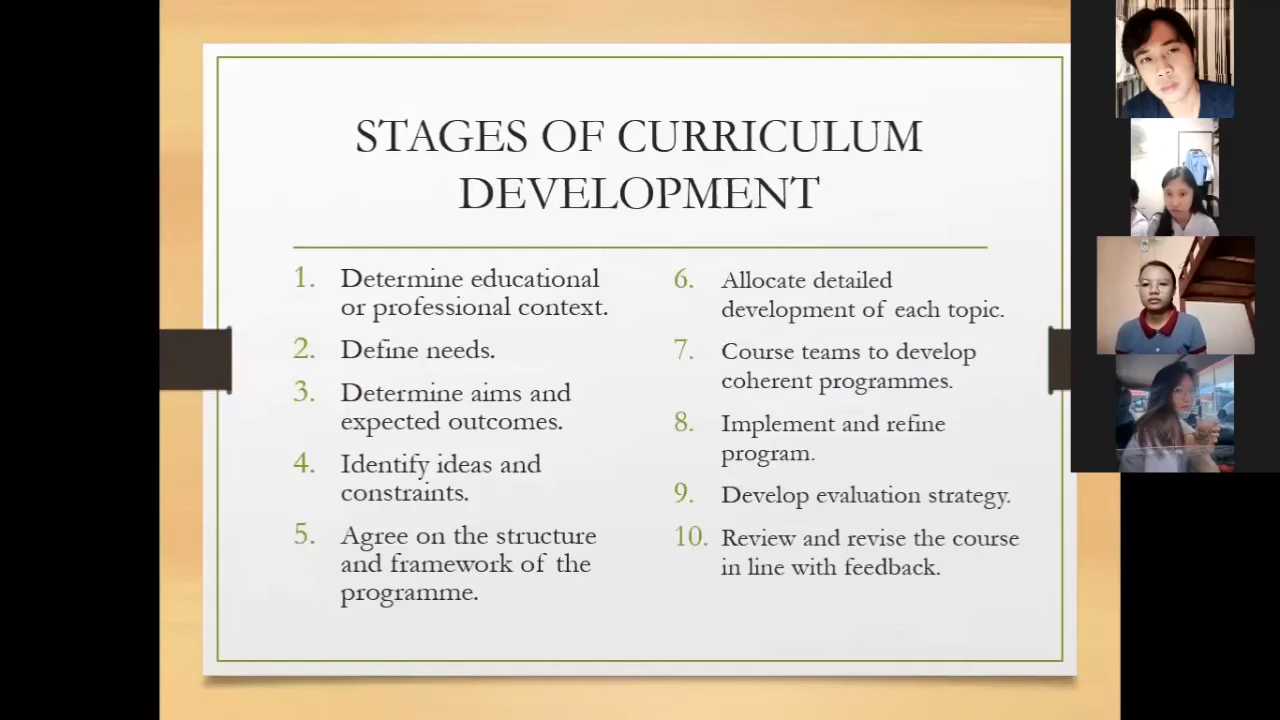 STAGES OF CURRICULUM
DEVELOPMENT
1. Determine educational
or professional context.
2. Define needs.
3. Determine aims and
expected outcomes.
4. Identify ideas and
constraints.
5. Agree on the structure
and framework of the
programme.
6. Allocate detailed
development of each topic.
7. Course teams to develop
coherent programmes.
8. Implement and refine
program.
9. Develop evaluation strategy.
10. Review and revise the course
in line with feedback.